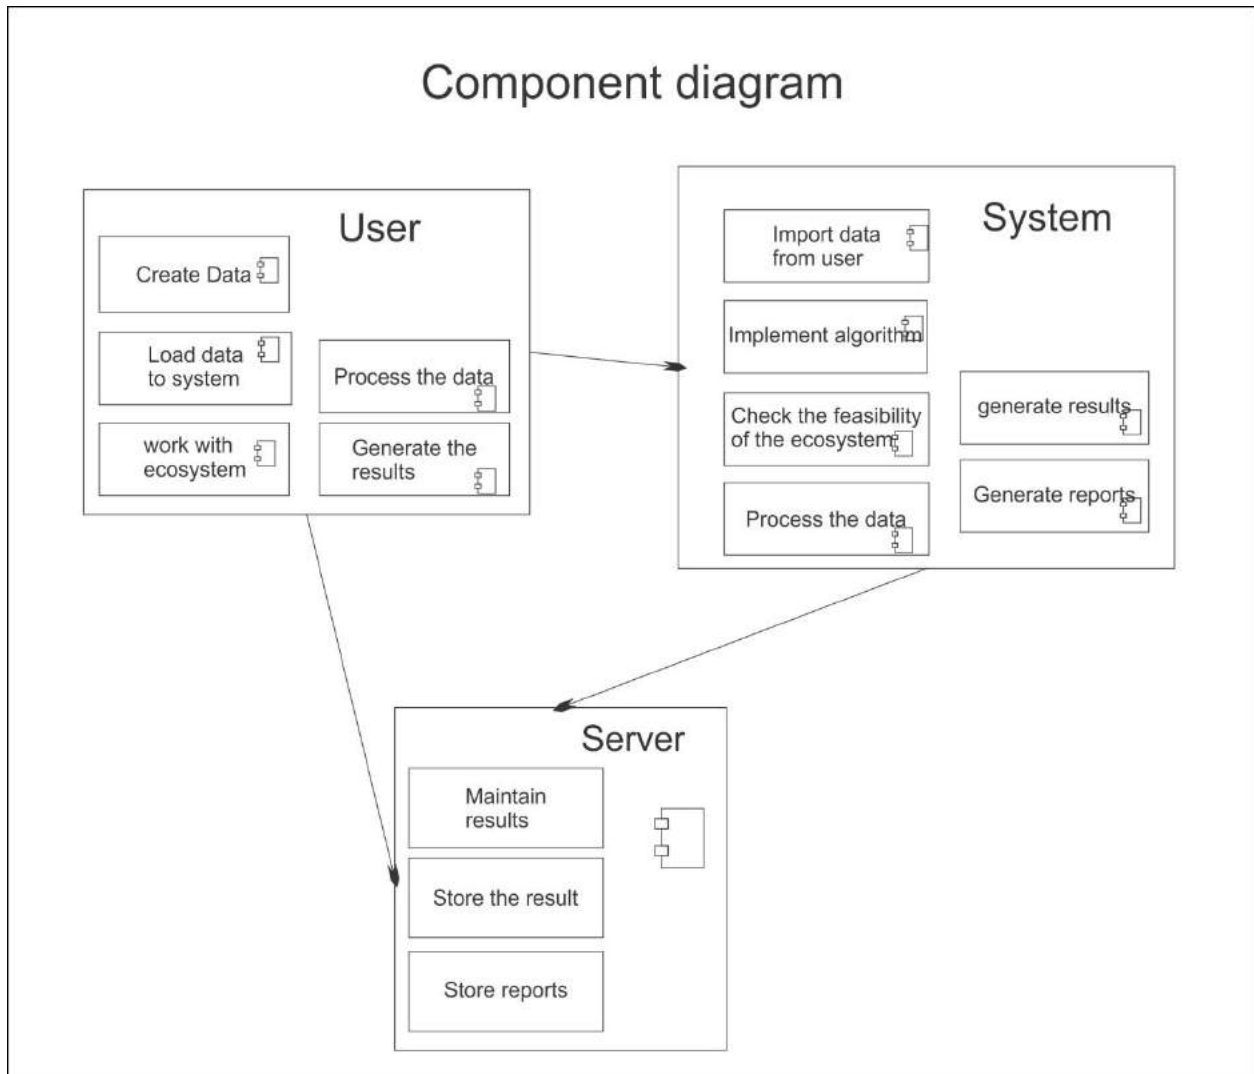 Component diagram
User
Create Data
Load data
to system
work with
ecosystem
Process the data
Generate the
results
System
Import data
from user
Implement algorithm
Check the feasibility
of the ecosystem
Process the data
generate results
Generate reports
Server
Maintain
results
Store the result
Store reports